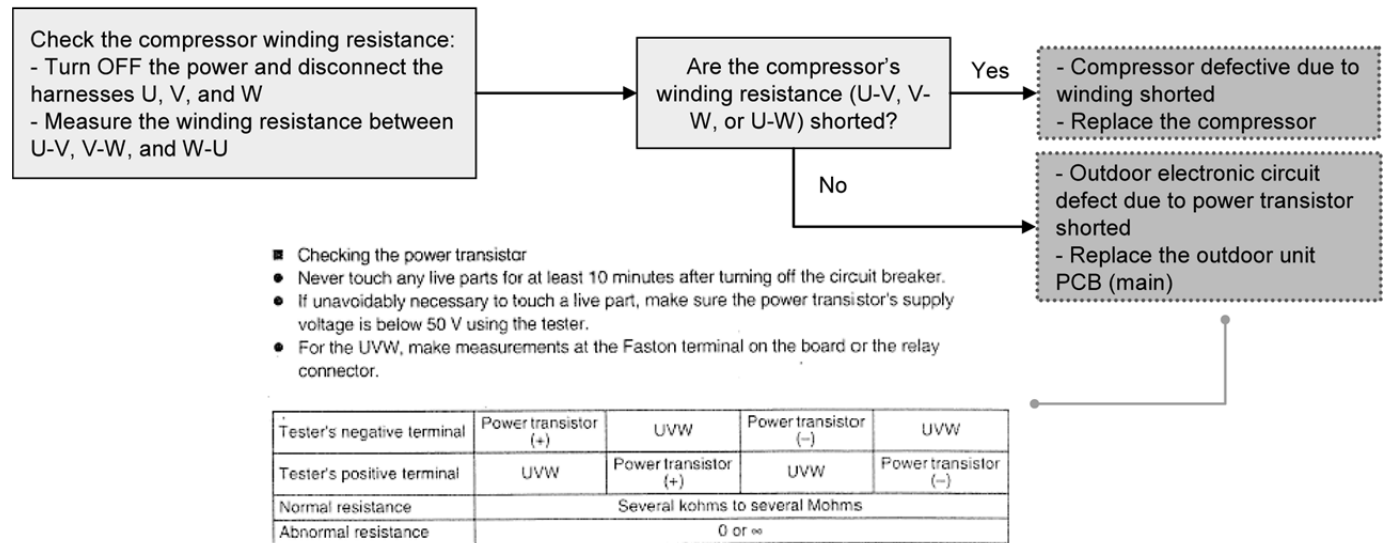 Check the compressor winding resistance:
- Turn OFF the power and disconnect the
harnesses U, V, and W
- Measure the winding resistance between
U-V, V-W, and W-U
Are the compressor's
winding resistance (U-V, V-
W, or U-W) shorted?
Yes
- Compressor defective due to
winding shorted
- Replace the compressor
No
- Outdoor electronic circuit
defect due to power transistor
shorted
- Replace the outdoor unit
PCB (main)
■ Checking the power transistor
● Never touch any live parts for at least 10 minutes after turning off the circuit breaker.
● If unavoidably necessary to touch a live part, make sure the power transistor's supply
voltage is below 50 V using the tester.
● For the UVW, make measurements at the Faston terminal on the board or the relay
connector.
Tester's negative terminal Power transistor (+) UVW Power transistor (−) UVW
Tester's positive terminal UVW Power transistor (+) UVW Power transistor (−)
Normal resistance Several kohms to several Mohms
Abnormal resistance 0 or ∞